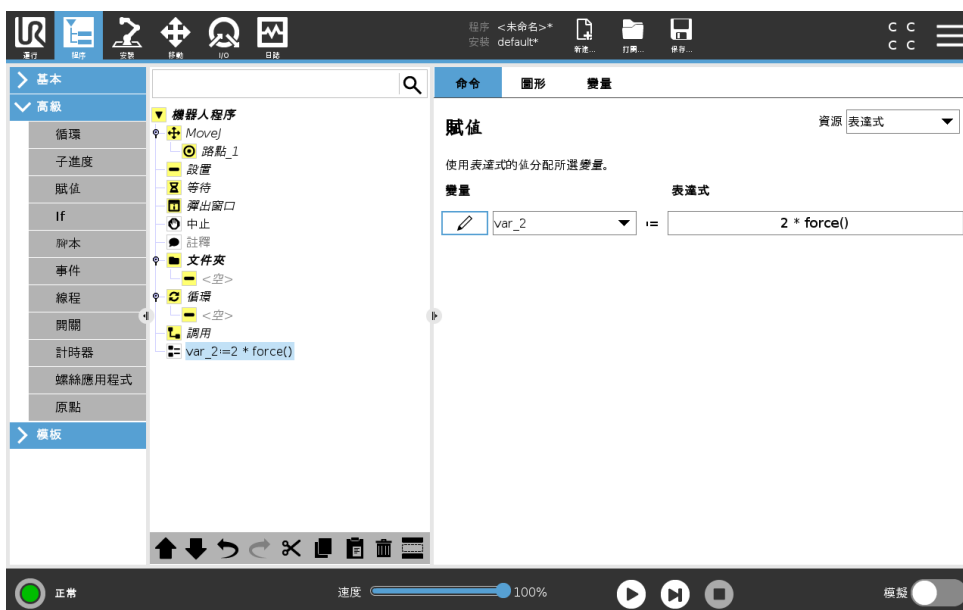 程序 <未命名>*
安裝 default*
C C
C C
運行 程序 安裝 移動 I/O 日誌 新建... 打開... 保存...
基本
高級
循環
子進度
賦值
If
腳本
事件
線程
開關
計時器
螺絲應用程式
原點
模板
機器人程序
MoveJ
路點_1
設置
等待
彈出窗口
中止
註釋
文件夾
<空>
循環
<空>
調用
var_2:=2 * force()
命令 圖形 變量
賦值
資源 表達式
使用表達式的值分配所選變量。
變量 表達式
var_2 := 2 * force()
正常 速度 100% 模擬